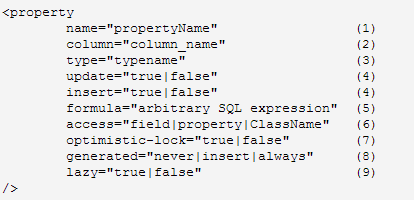 <property
        name="propertyName"                (1)
        column="column_name"               (2)
        type="typename"                    (3)
        update="true|false"                (4)
        insert="true|false"                (4)
        formula="arbitrary SQL expression" (5)
        access="field|property|ClassName"  (6)
        optimistic-lock="true|false"       (7)
        generated="never|insert|always"    (8)
        lazy="true|false"                  (9)
/>